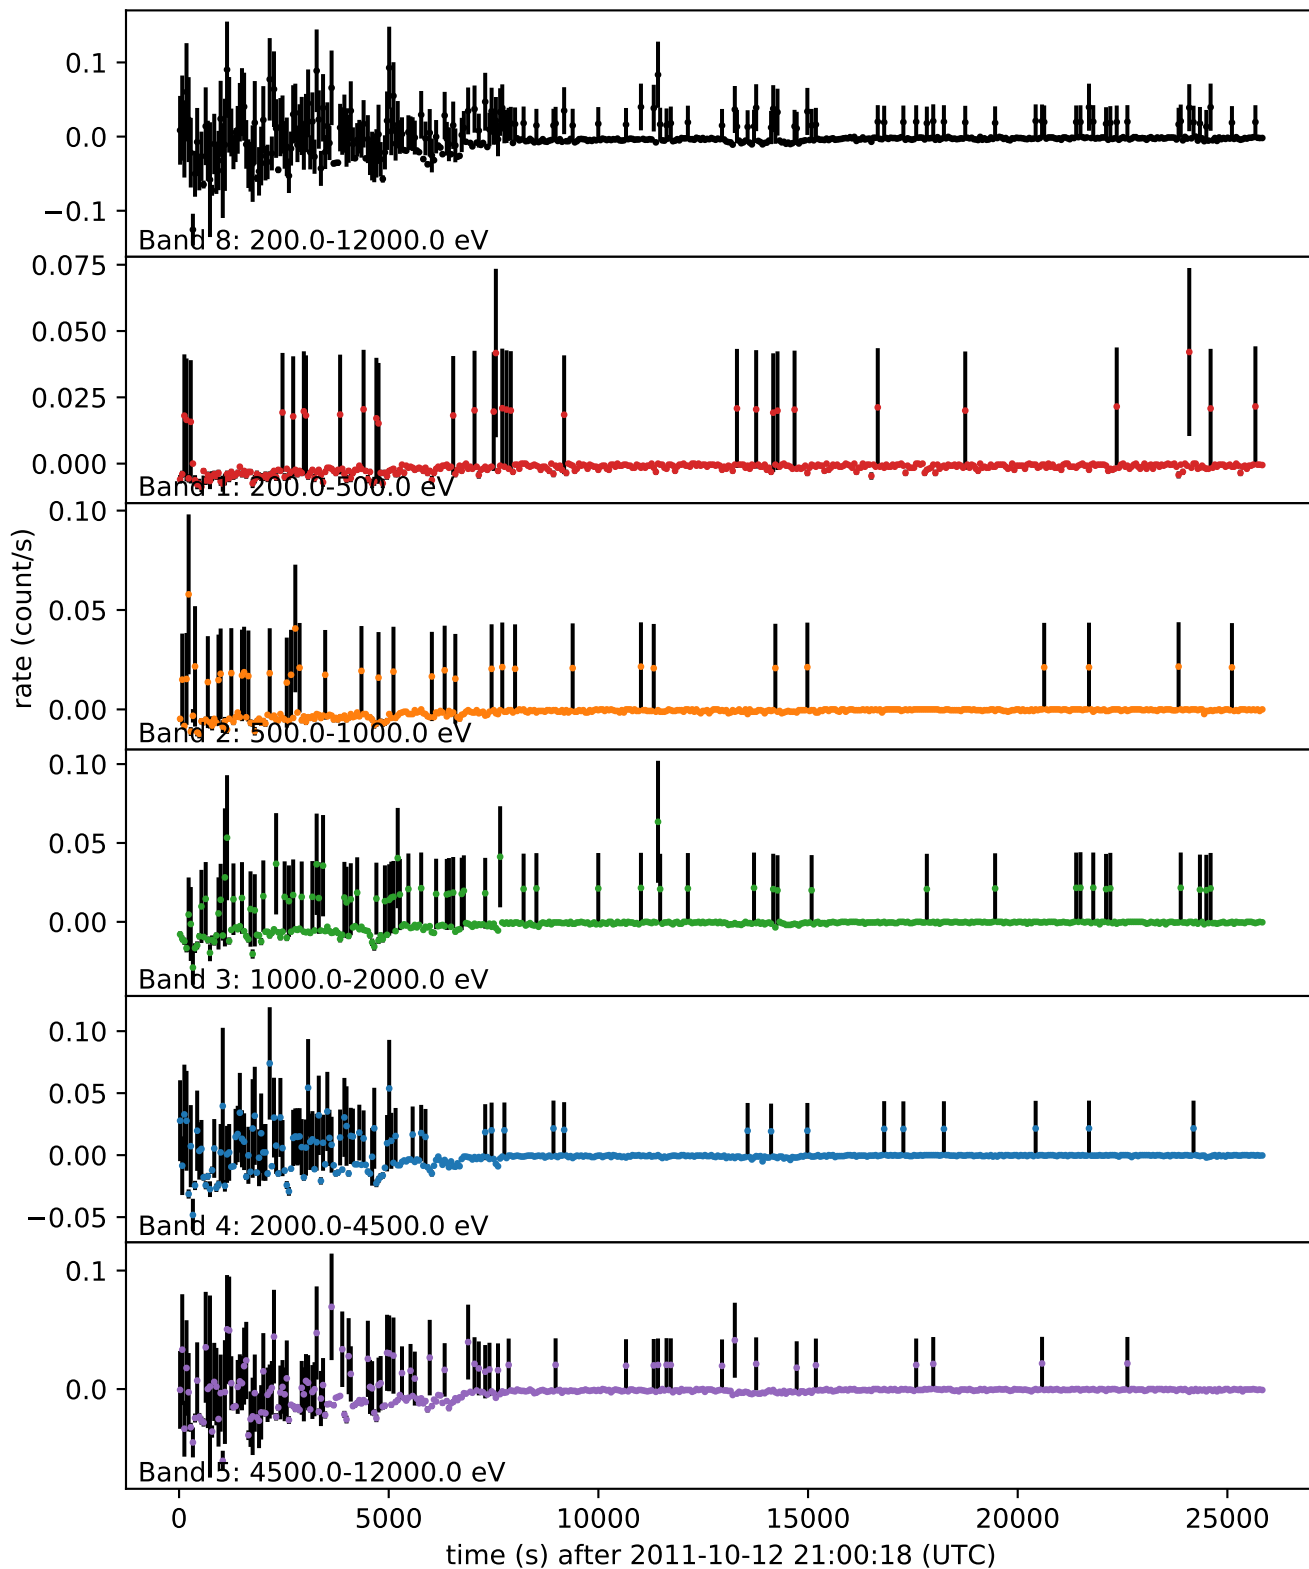 0.1
0.0
−0.1
Band 8: 200.0-12000.0 eV
0.075
0.050
0.025
0.000
Band 1: 200.0-500.0 eV
0.10
0.05
0.00
Band 2: 500.0-1000.0 eV
rate (count/s)
0.10
0.05
0.00
Band 3: 1000.0-2000.0 eV
0.10
0.05
0.00
−0.05
Band 4: 2000.0-4500.0 eV
0.1
0.0
Band 5: 4500.0-12000.0 eV
0 5000 10000 15000 20000 25000
time (s) after 2011-10-12 21:00:18 (UTC)